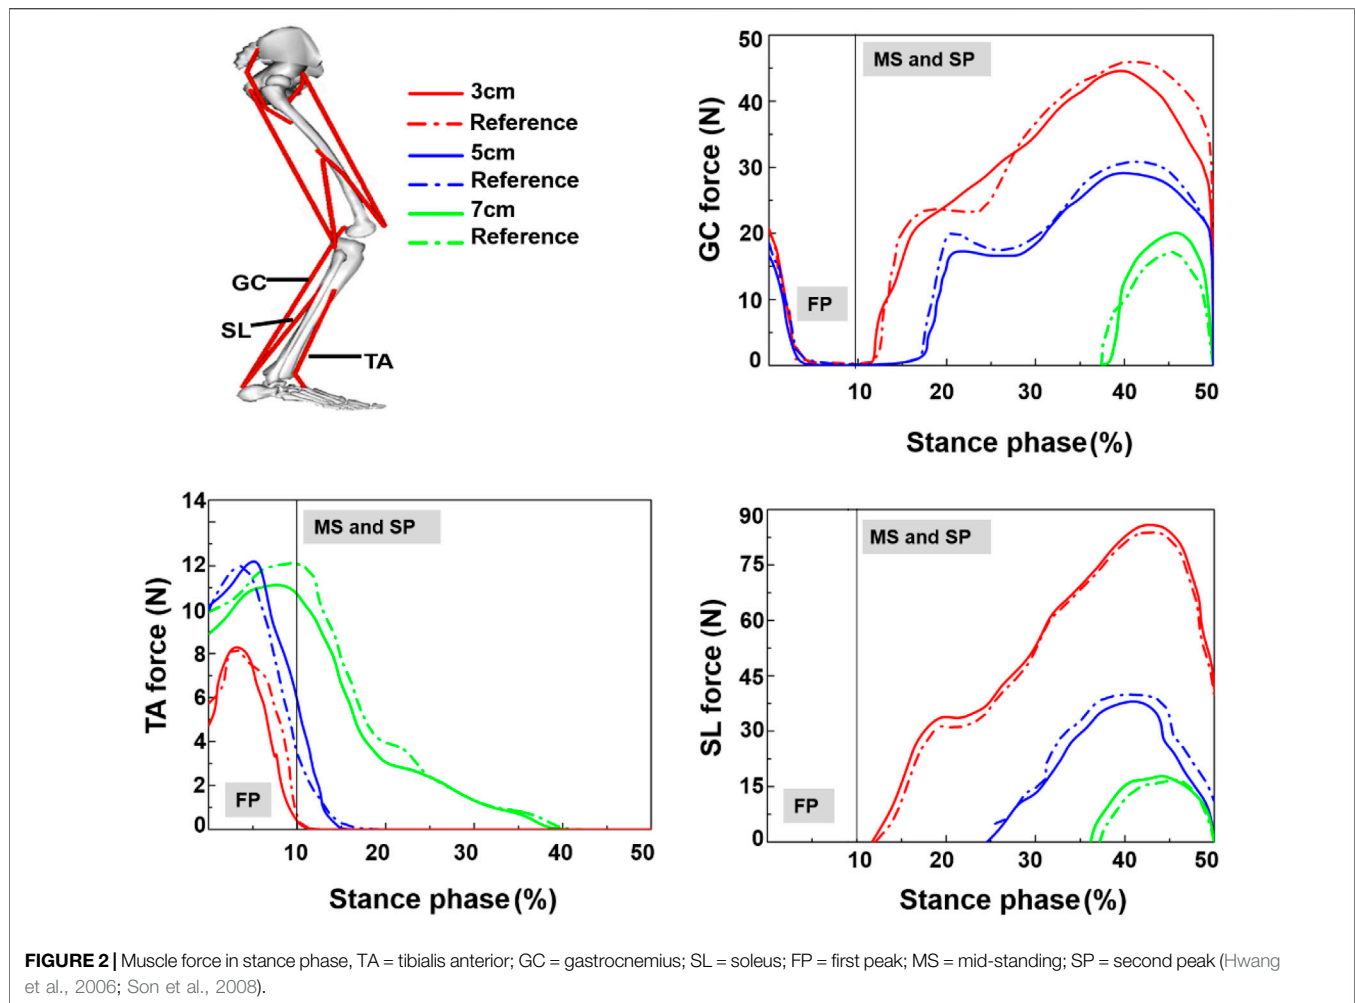 3cm
Reference
5cm
Reference
7cm
Reference
GC
SL
TA
50
40
30
20
10
0
GC force (N)
MS and SP
FP
10 20 30 40 50
Stance phase (%)
14
12
10
8
6
4
2
0
TA force (N)
MS and SP
FP
10 20 30 40 50
Stance phase (%)
90
75
60
45
30
15
0
SL force (N)
MS and SP
FP
10 20 30 40 50
Stance phase (%)
FIGURE 2 | Muscle force in stance phase, TA = tibialis anterior; GC = gastrocnemius; SL = soleus; FP = first peak; MS = mid-standing; SP = second peak (Hwang
et al., 2006; Son et al., 2008).